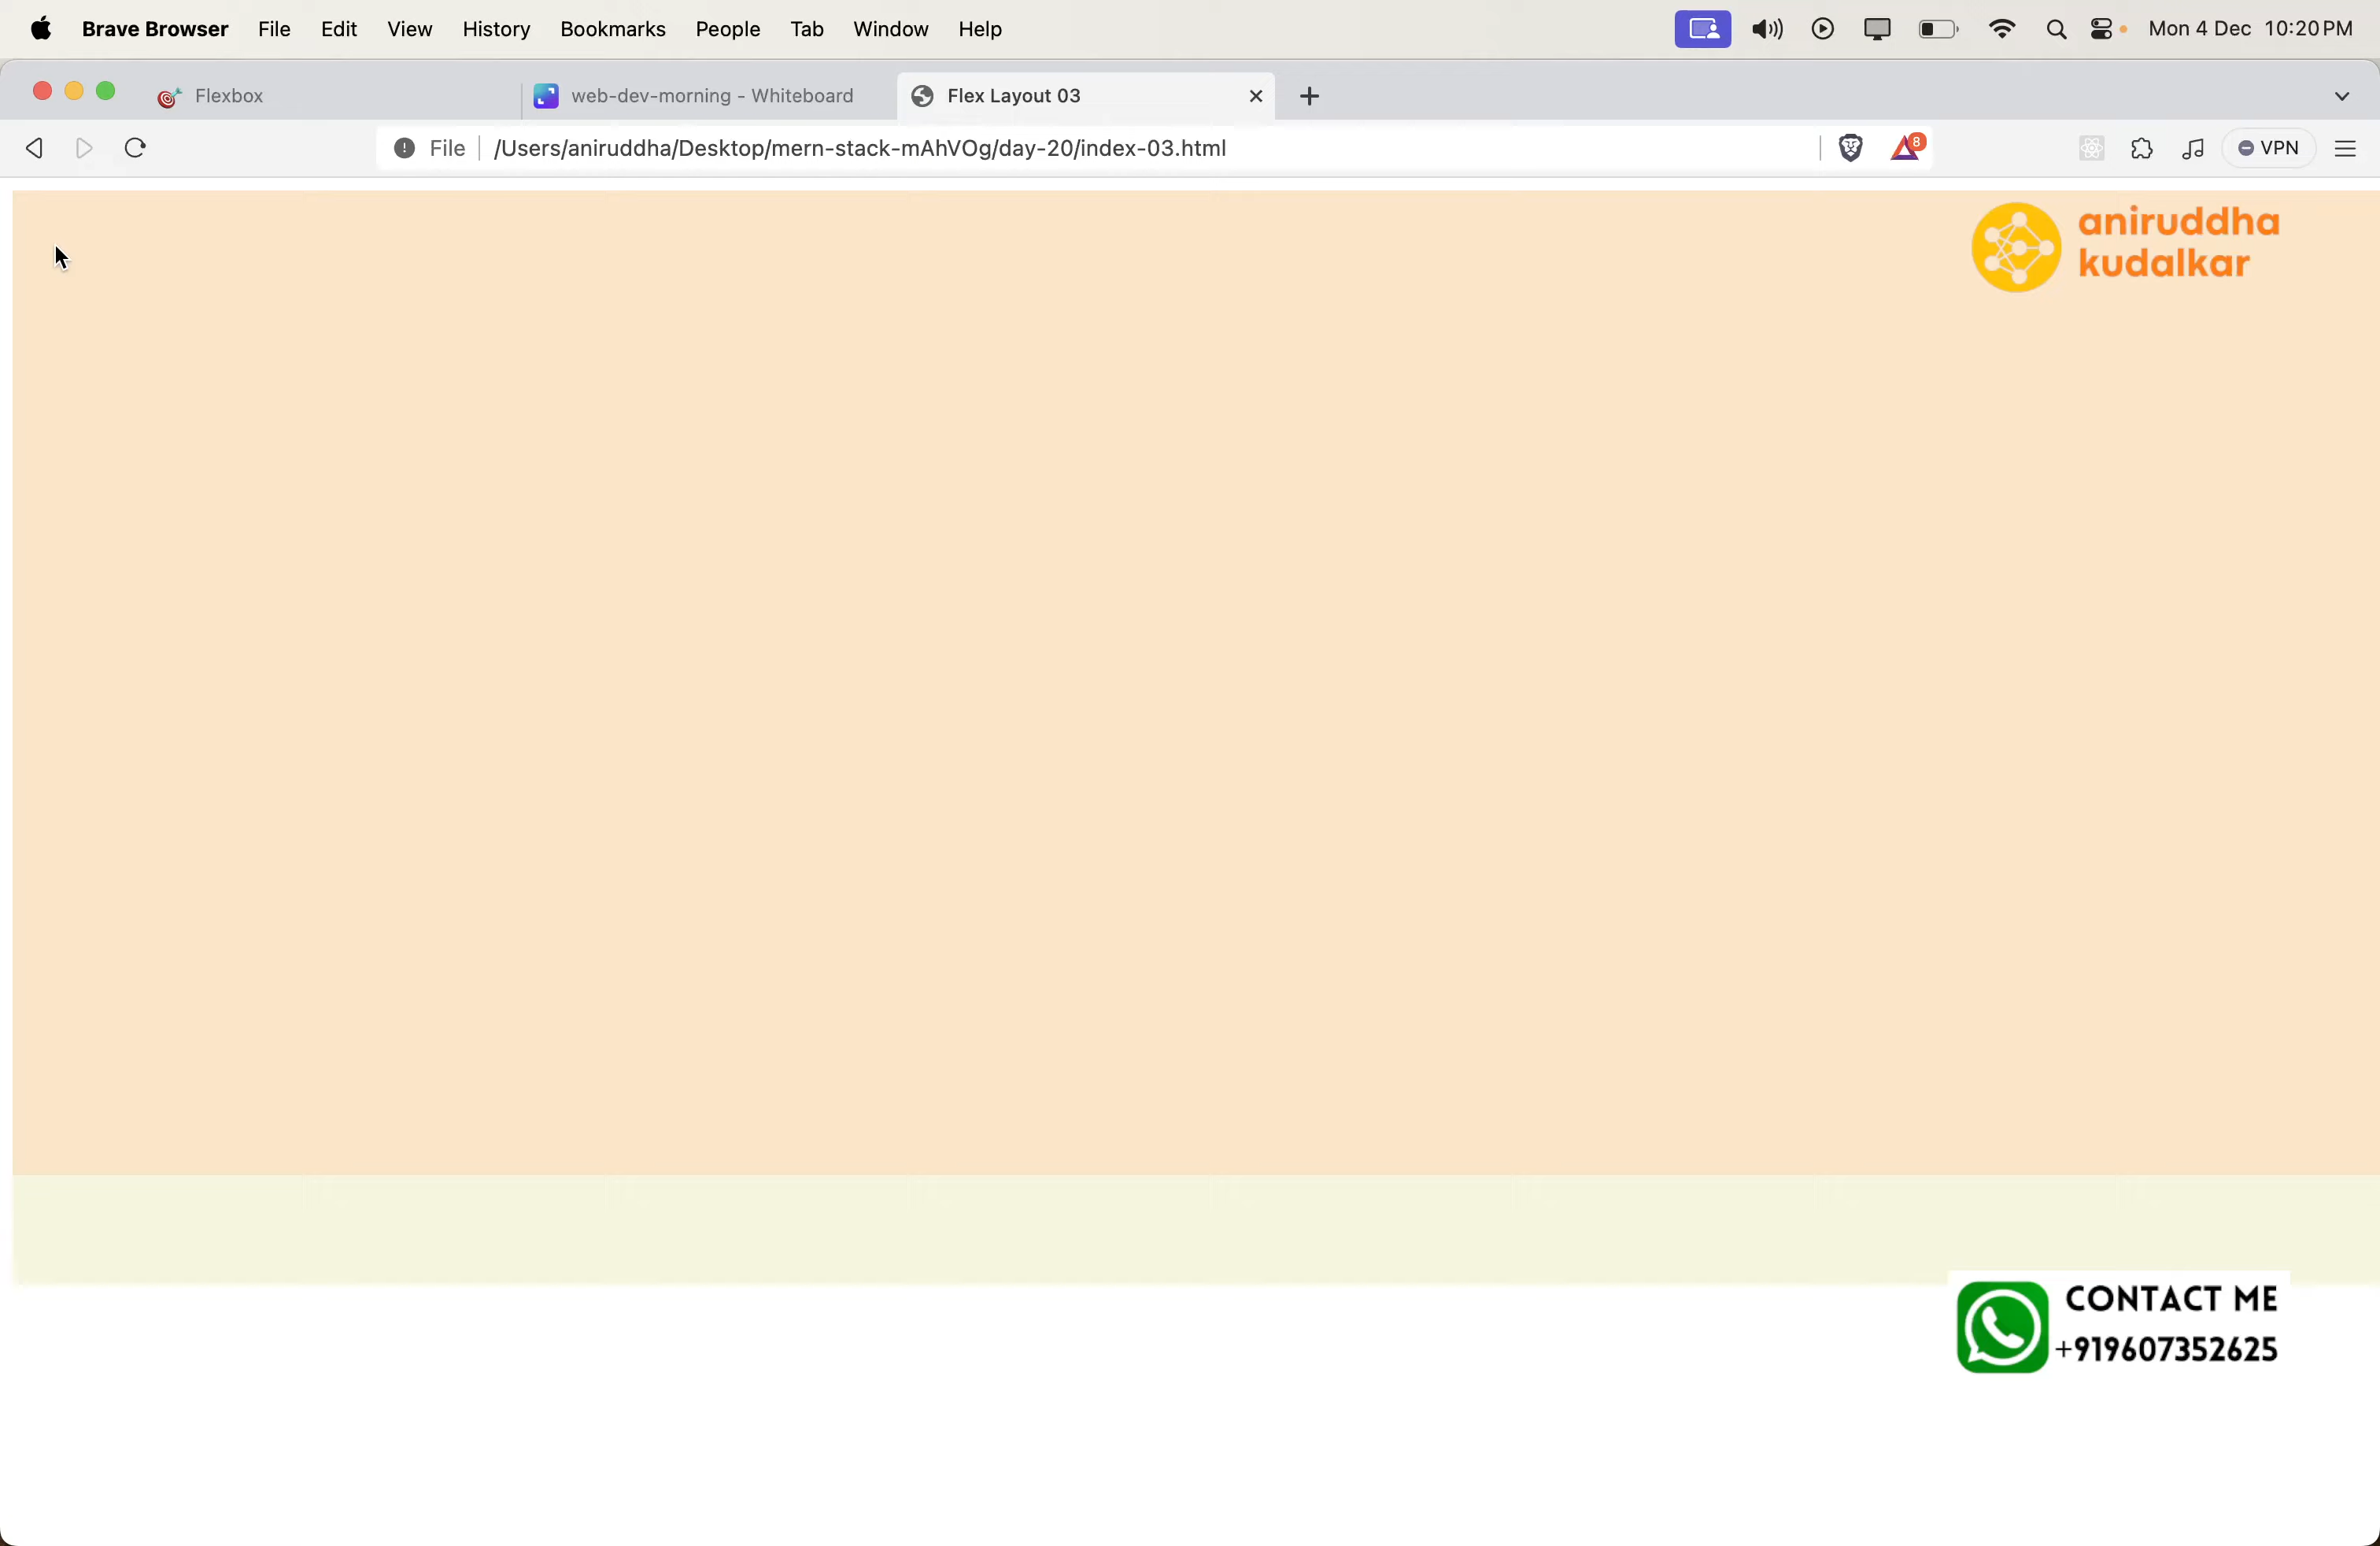 Brave Browser File Edit View History Bookmarks People Tab Window Help Mon 4 Dec 10:20 PM
Flexbox web-dev-morning - Whiteboard Flex Layout 03
File /Users/aniruddha/Desktop/mern-stack-mAhVOg/day-20/index-03.html 8 VPN
aniruddha
kudalkar
CONTACT ME
+919607352625